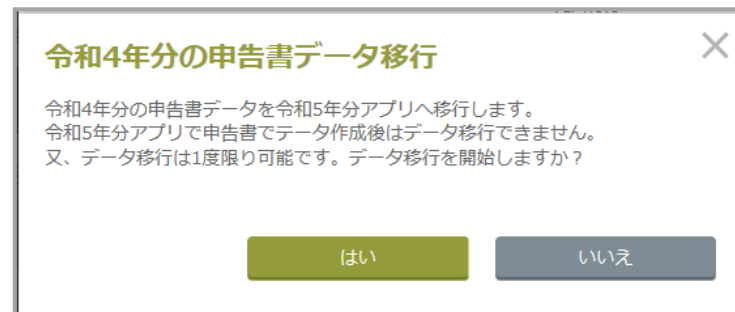 令和4年分の申告書データ移行
令和4年分の申告書データを令和5年分アプリへ移行します。
令和5年分アプリで申告書でテータ作成後はデータ移行できません。
又、データ移行は1度限り可能です。データ移行を開始しますか？
はい
いいえ